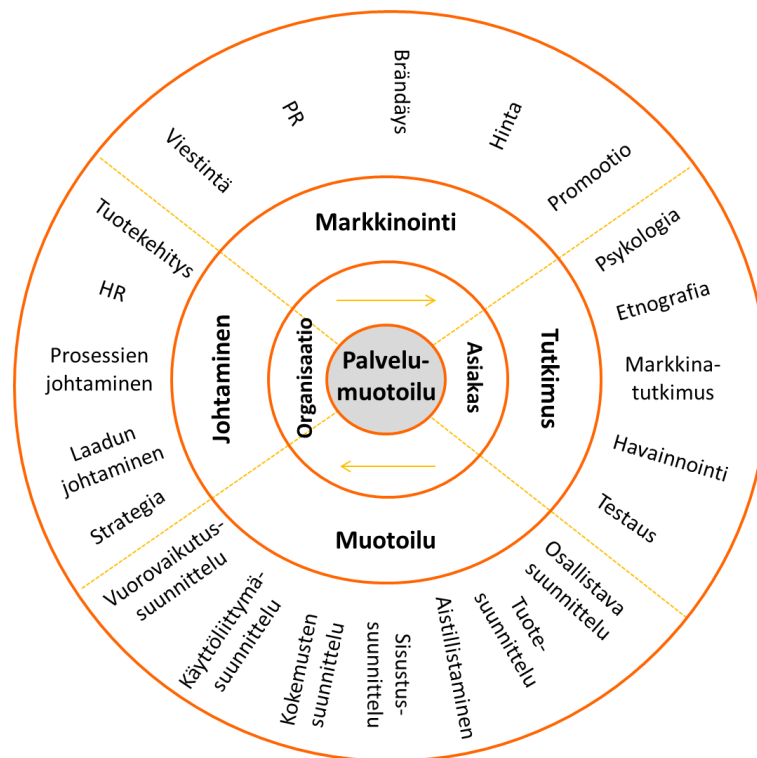 Viestintä
PR
Brändäys
Hinta
Promootio
Markkinointi
Tuotekehitys
HR
Prosessien
johtaminen
Laadun
johtaminen
Strategia
Johtaminen
Organisaatio
Palvelu-
muotoilu
Asiakas
Tutkimus
Psykologia
Etnografia
Markkina-
tutkimus
Havainnointi
Testaus
Muotoilu
Vuorovaikutus-
suunnittelu
Käyttöliittymä-
suunnittelu
Kokemusten
suunnittelu
Sisustus-
suunnittelu
Aistillistaminen
Tuote-
suunnittelu
Osallistava
suunnittelu